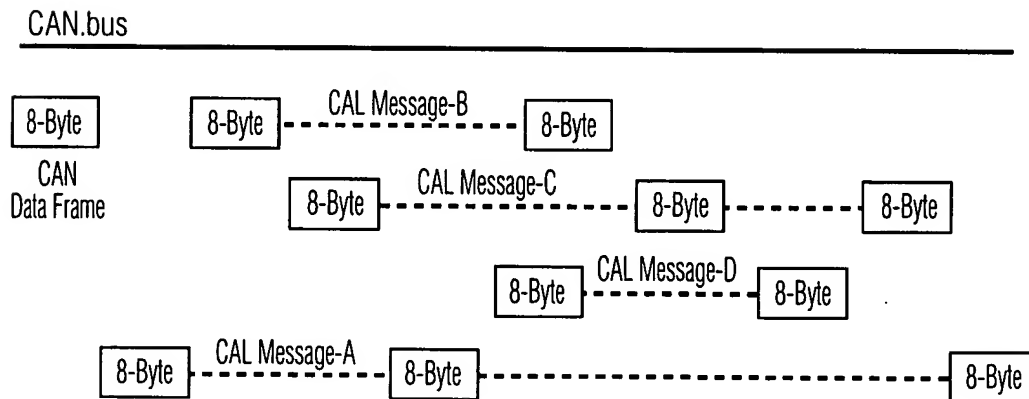 CAN.bus
8-Byte
8-Byte
CAL Message-B
8-Byte
CAN
Data Frame
8-Byte
CAL Message-C
8-Byte
8-Byte
8-Byte
CAL Message-D
8-Byte
8-Byte
CAL Message-A
8-Byte
8-Byte